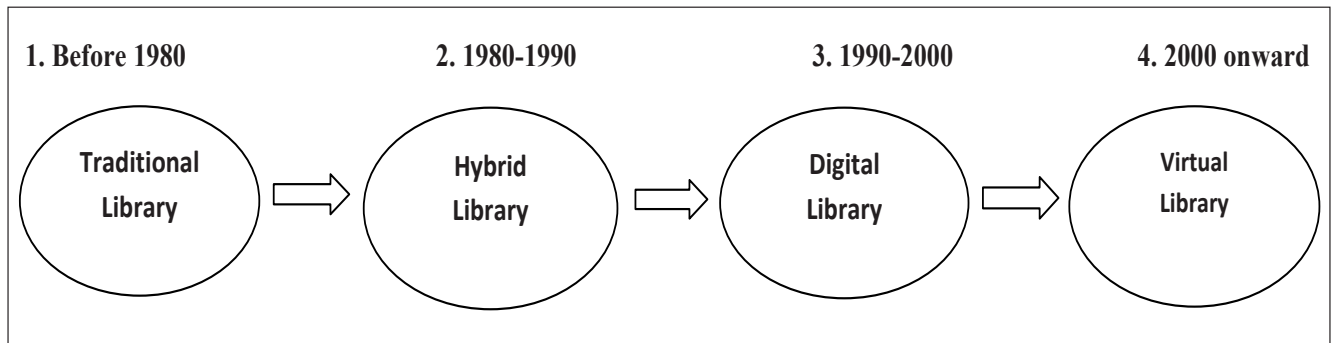 1. Before 1980
2. 1980-1990
3. 1990-2000
4. 2000 onward
Traditional
Library
Hybrid
Library
Digital
Library
Virtual
Library